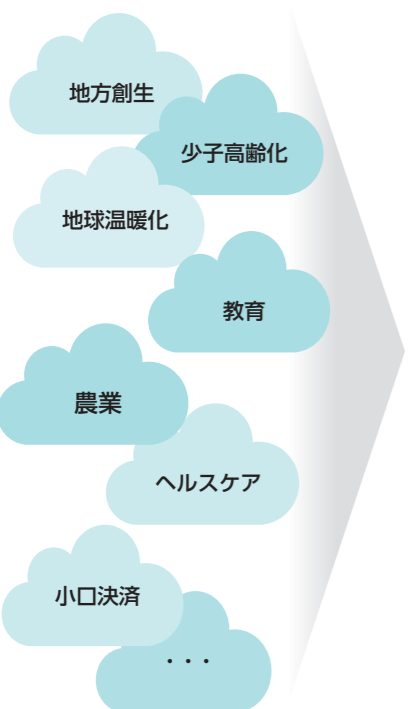 地方創生
少子高齢化
地球温暖化
教育
農業
ヘルスケア
小口決済
・・・